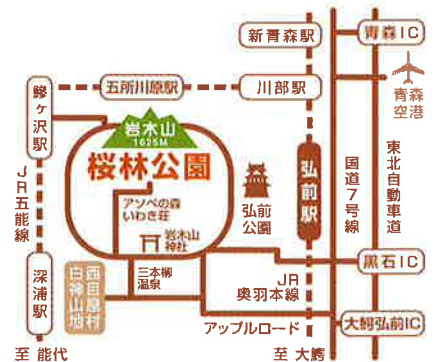 新青森駅
青森IC
五所川原駅
川部駅
青森
空港
鰺ヶ沢駅
岩木山
1625M
桜林公園
弘前駅
国道7号線
東北自動車道
アソベの森
いわき荘
弘前
公園
JR五能線
岩木山
神社
三本柳
温泉
西目屋村
白神山地
黒石IC
JR
奥羽本線
深浦駅
アップルロード
大鰐弘前IC
至 能代
至 大鰐